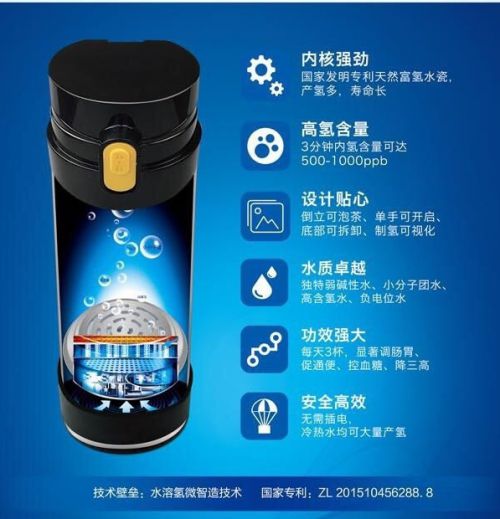 内核强劲
国家发明专利天然富氢水瓷，
产氢多，寿命长
高氢含量
3分钟内氢含量可达
500-1000ppb
设计贴心
倒立可泡茶、单手可开启、
底部可拆卸、制氢可视化
水质卓越
独特弱碱性水、小分子团水、
高含氢水、负电位水
功效强大
每天3杯，显著调肠胃、
促通便、控血糖、降三高
安全高效
无需插电，
冷热水均可大量产氢
技术壁垒：水溶氢微智造技术 国家专利：ZL 201510456288. 8